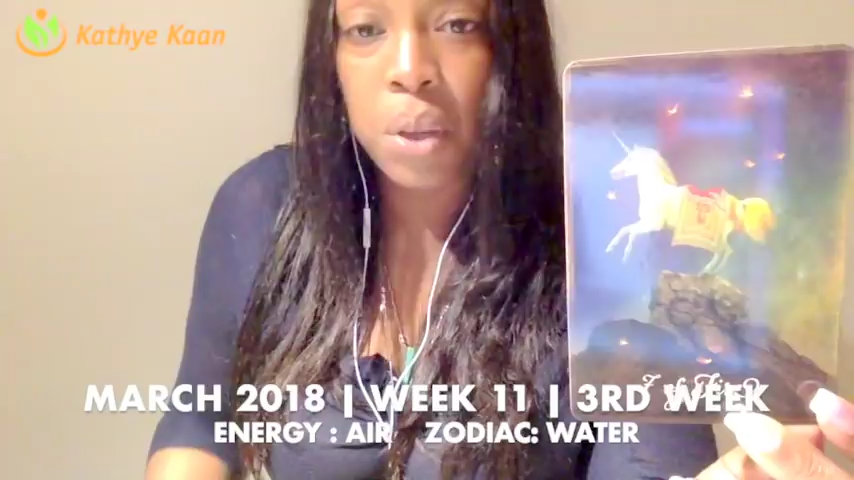 Kathye Kaan
MARCH 2018 | WEEK 11 | 3RD WEEK
ENERGY : AIR ZODIAC: WATER